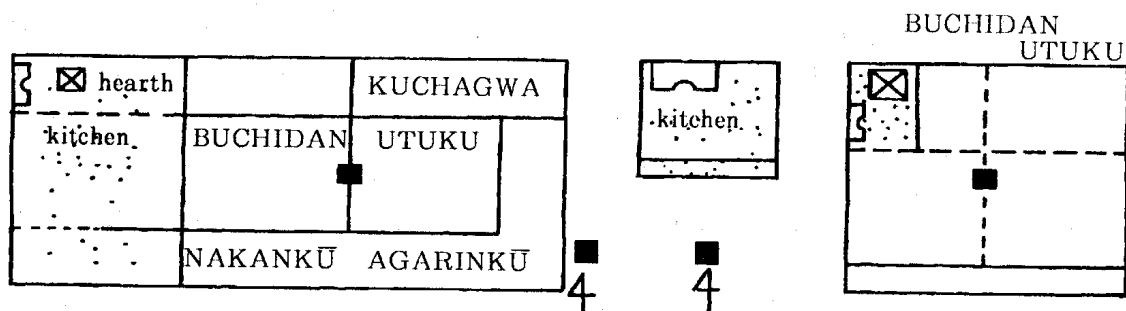 BUCHIDAN
UTUKU
hearth
KUCHAGWA
kitchen
BUCHIDAN UTUKU
kitchen
NAKANKŪ AGARINKŪ
4 4